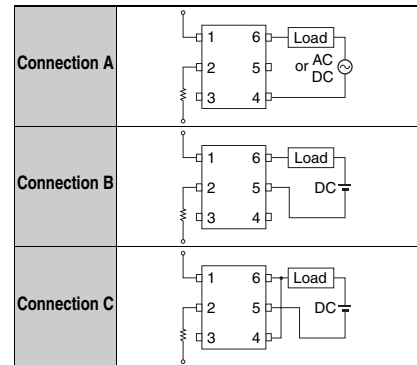 Connection A
1 6 Load
2 5 or AC
DC
3 4
Connection B
1 6 Load
2 5 DC
3 4
Connection C
1 6 Load
2 5 DC
3 4